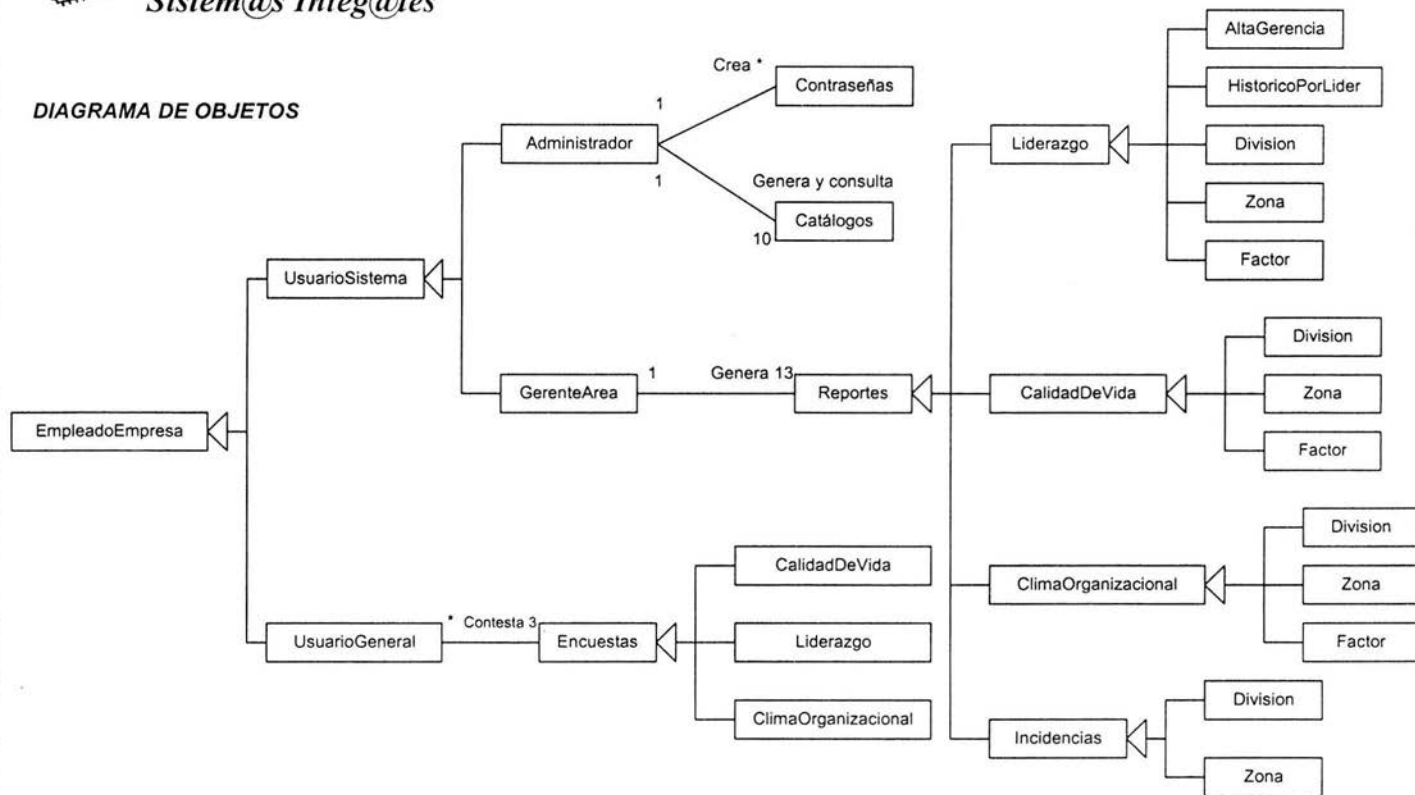 Sistem@s Integ@les
DIAGRAMA DE OBJETOS
EmpleadoEmpresa
UsuarioSistema
UsuarioGeneral
Administrador
1
Crea *
Contraseñas
1
Genera y consulta
10
Catálogos
GerenteArea
1
Genera 13
Reportes
* Contesta 3
Encuestas
CalidadDeVida
Liderazgo
ClimaOrganizacional
Liderazgo
AltaGerencia
HistoricoPorLider
Division
Zona
Factor
CalidadDeVida
Division
Zona
Factor
ClimaOrganizacional
Division
Zona
Factor
Incidencias
Division
Zona